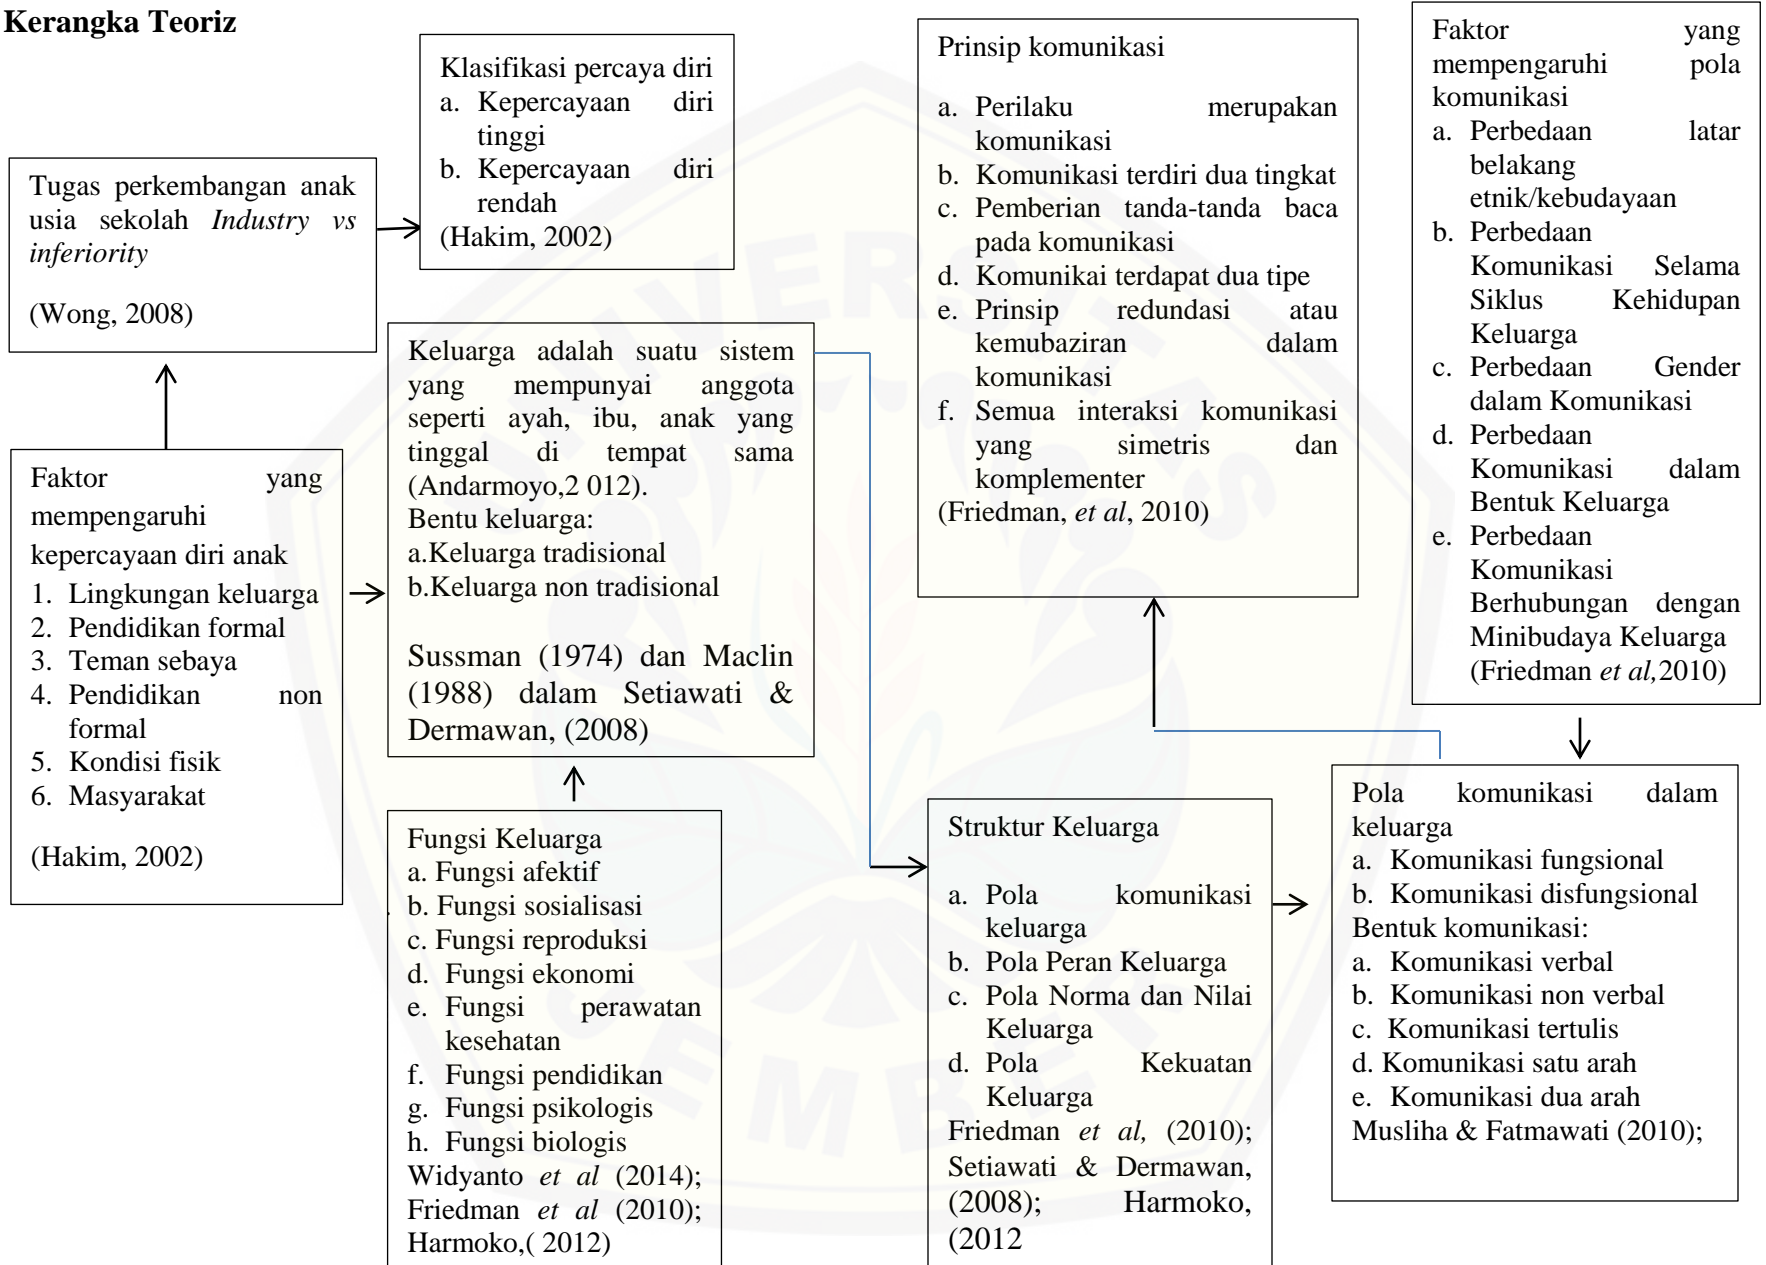 Kerangka Teoriz
Klasifikasi percaya diri
a. Kepercayaan diri
tinggi
b. Kepercayaan diri
rendah
(Hakim, 2002)
Tugas perkembangan anak
usia sekolah Industry vs
inferiority
(Wong, 2008)
Faktor yang
mempengaruhi
kepercayaan diri anak
1. Lingkungan keluarga
2. Pendidikan formal
3. Teman sebaya
4. Pendidikan non
formal
5. Kondisi fisik
6. Masyarakat
(Hakim, 2002)
Keluarga adalah suatu sistem
yang mempunyai anggota
seperti ayah, ibu, anak yang
tinggal di tempat sama
(Andarmoyo,2 012).
Bentu keluarga:
a.Keluarga tradisional
b.Keluarga non tradisional
Sussman (1974) dan Maclin
(1988) dalam Setiawati &
Dermawan, (2008)
Fungsi Keluarga
a. Fungsi afektif
. b. Fungsi sosialisasi
c. Fungsi reproduksi
d. Fungsi ekonomi
e. Fungsi perawatan
kesehatan
f. Fungsi pendidikan
g. Fungsi psikologis
h. Fungsi biologis
Widyanto et al (2014);
Friedman et al (2010);
Harmoko,( 2012)
Prinsip komunikasi
a. Perilaku merupakan
komunikasi
b. Komunikasi terdiri dua tingkat
c. Pemberian tanda-tanda baca
pada komunikasi
d. Komunikai terdapat dua tipe
e. Prinsip redundasi atau
kemubaziran dalam
komunikasi
f. Semua interaksi komunikasi
yang simetris dan
komplementer
(Friedman, et al, 2010)
Struktur Keluarga
a. Pola komunikasi
keluarga
b. Pola Peran Keluarga
c. Pola Norma dan Nilai
Keluarga
d. Pola Kekuatan
Keluarga
Friedman et al, (2010);
Setiawati & Dermawan,
(2008); Harmoko,
(2012
Faktor yang
mempengaruhi pola
komunikasi
a. Perbedaan latar
belakang
etnik/kebudayaan
b. Perbedaan
Komunikasi Selama
Siklus Kehidupan
Keluarga
c. Perbedaan Gender
dalam Komunikasi
d. Perbedaan
Komunikasi dalam
Bentuk Keluarga
e. Perbedaan
Komunikasi
Berhubungan dengan
Minibudaya Keluarga
(Friedman et al,2010)
Pola komunikasi dalam
keluarga
a. Komunikasi fungsional
b. Komunikasi disfungsional
Bentuk komunikasi:
a. Komunikasi verbal
b. Komunikasi non verbal
c. Komunikasi tertulis
d. Komunikasi satu arah
e. Komunikasi dua arah
Musliha & Fatmawati (2010);
UNIVERSITAS
JEMBER